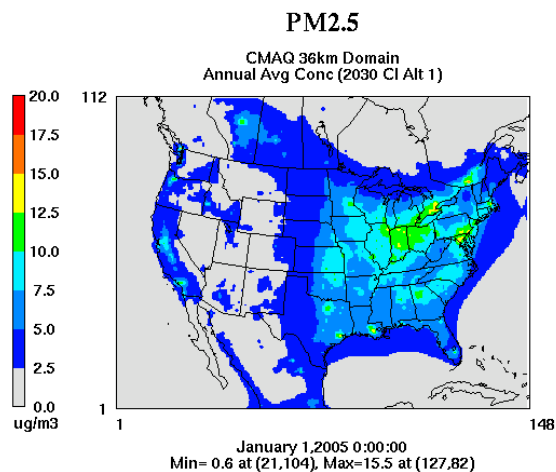 PM2.5
CMAQ 36km Domain
Annual Avg Conc (2030 CI Alt 1)
20.0
17.5
15.0
12.5
10.0
7.5
5.0
2.5
0.0
ug/m3
112
1
1
148
January 1,2005 0:00:00
Min= 0.6 at (21,104), Max=15.5 at (127,82)